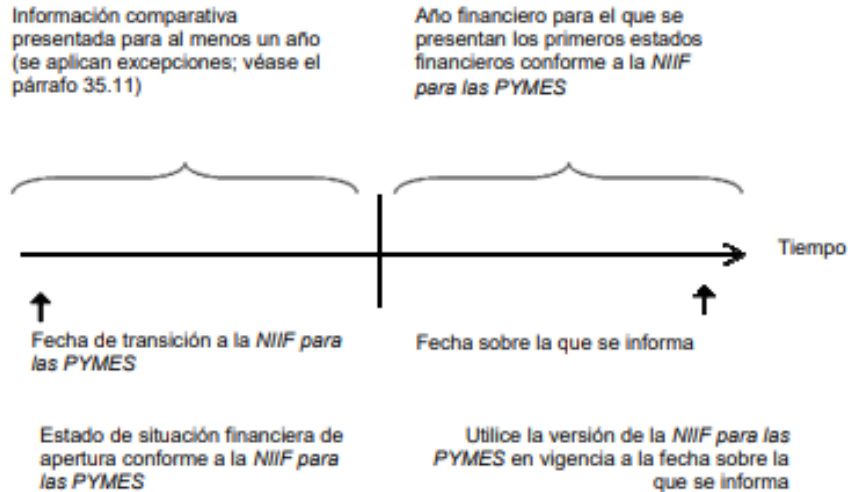 Información comparativa
presentada para al menos un año
(se aplican excepciones; véase el
párrafo 35.11)
Año financiero para el que se
presentan los primeros estados
financieros conforme a la NIIF
para las PYMES
Tiempo
Fecha de transición a la NIIF para
las PYMES
Fecha sobre la que se informa
Estado de situación financiera de
apertura conforme a la NIIF para
las PYMES
Utilice la versión de la NIIF para las
PYMES en vigencia a la fecha sobre la
que se informa